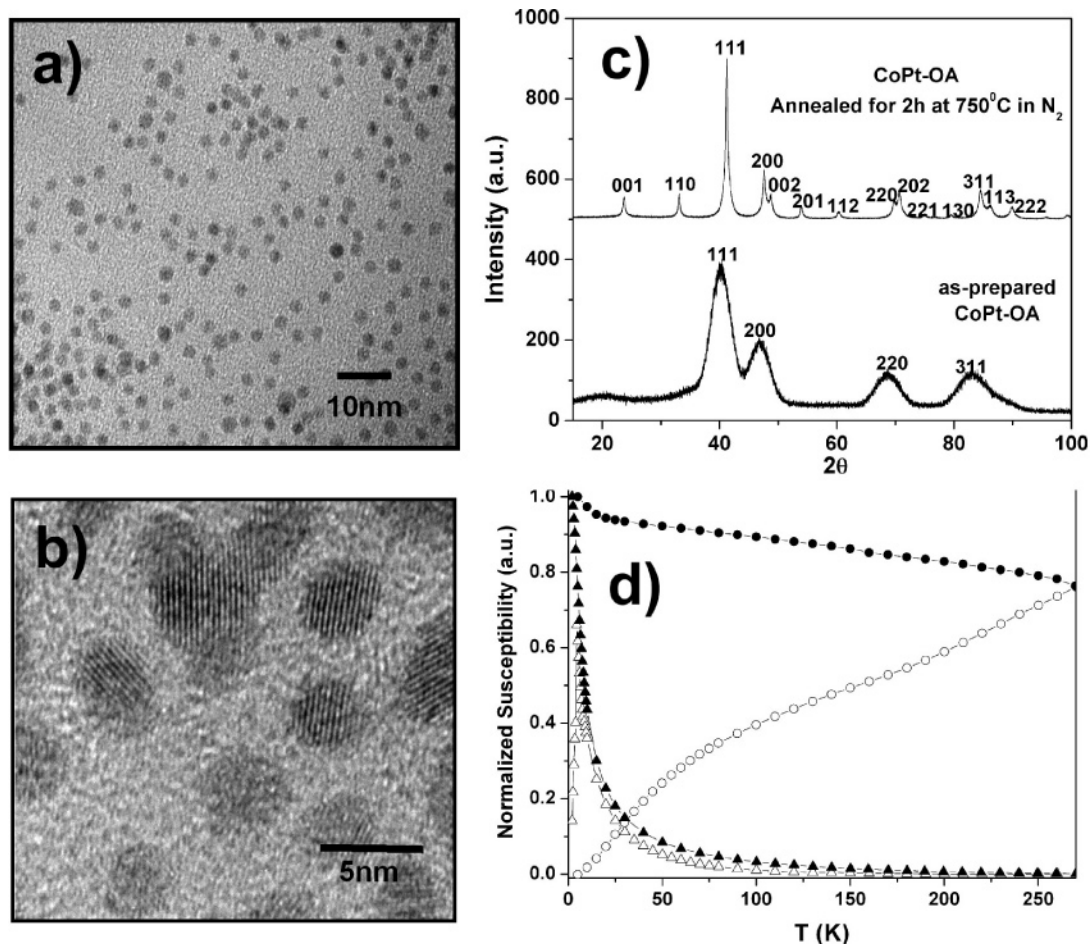 a)
10nm
b)
5nm
c)
CoPt-OA
Annealed for 2h at 750⁰C in N₂
001 110 111 200 002 201 112 220 202 221 130 311 113 222
as-prepared
CoPt-OA
111 200 220 311
Intensity (a.u.)
1000
800
600
400
200
0
20 40 60 80 100
2θ
d)
Normalized Susceptibility (a.u.)
1.0
0.8
0.6
0.4
0.2
0.0
0 50 100 150 200 250
T (K)